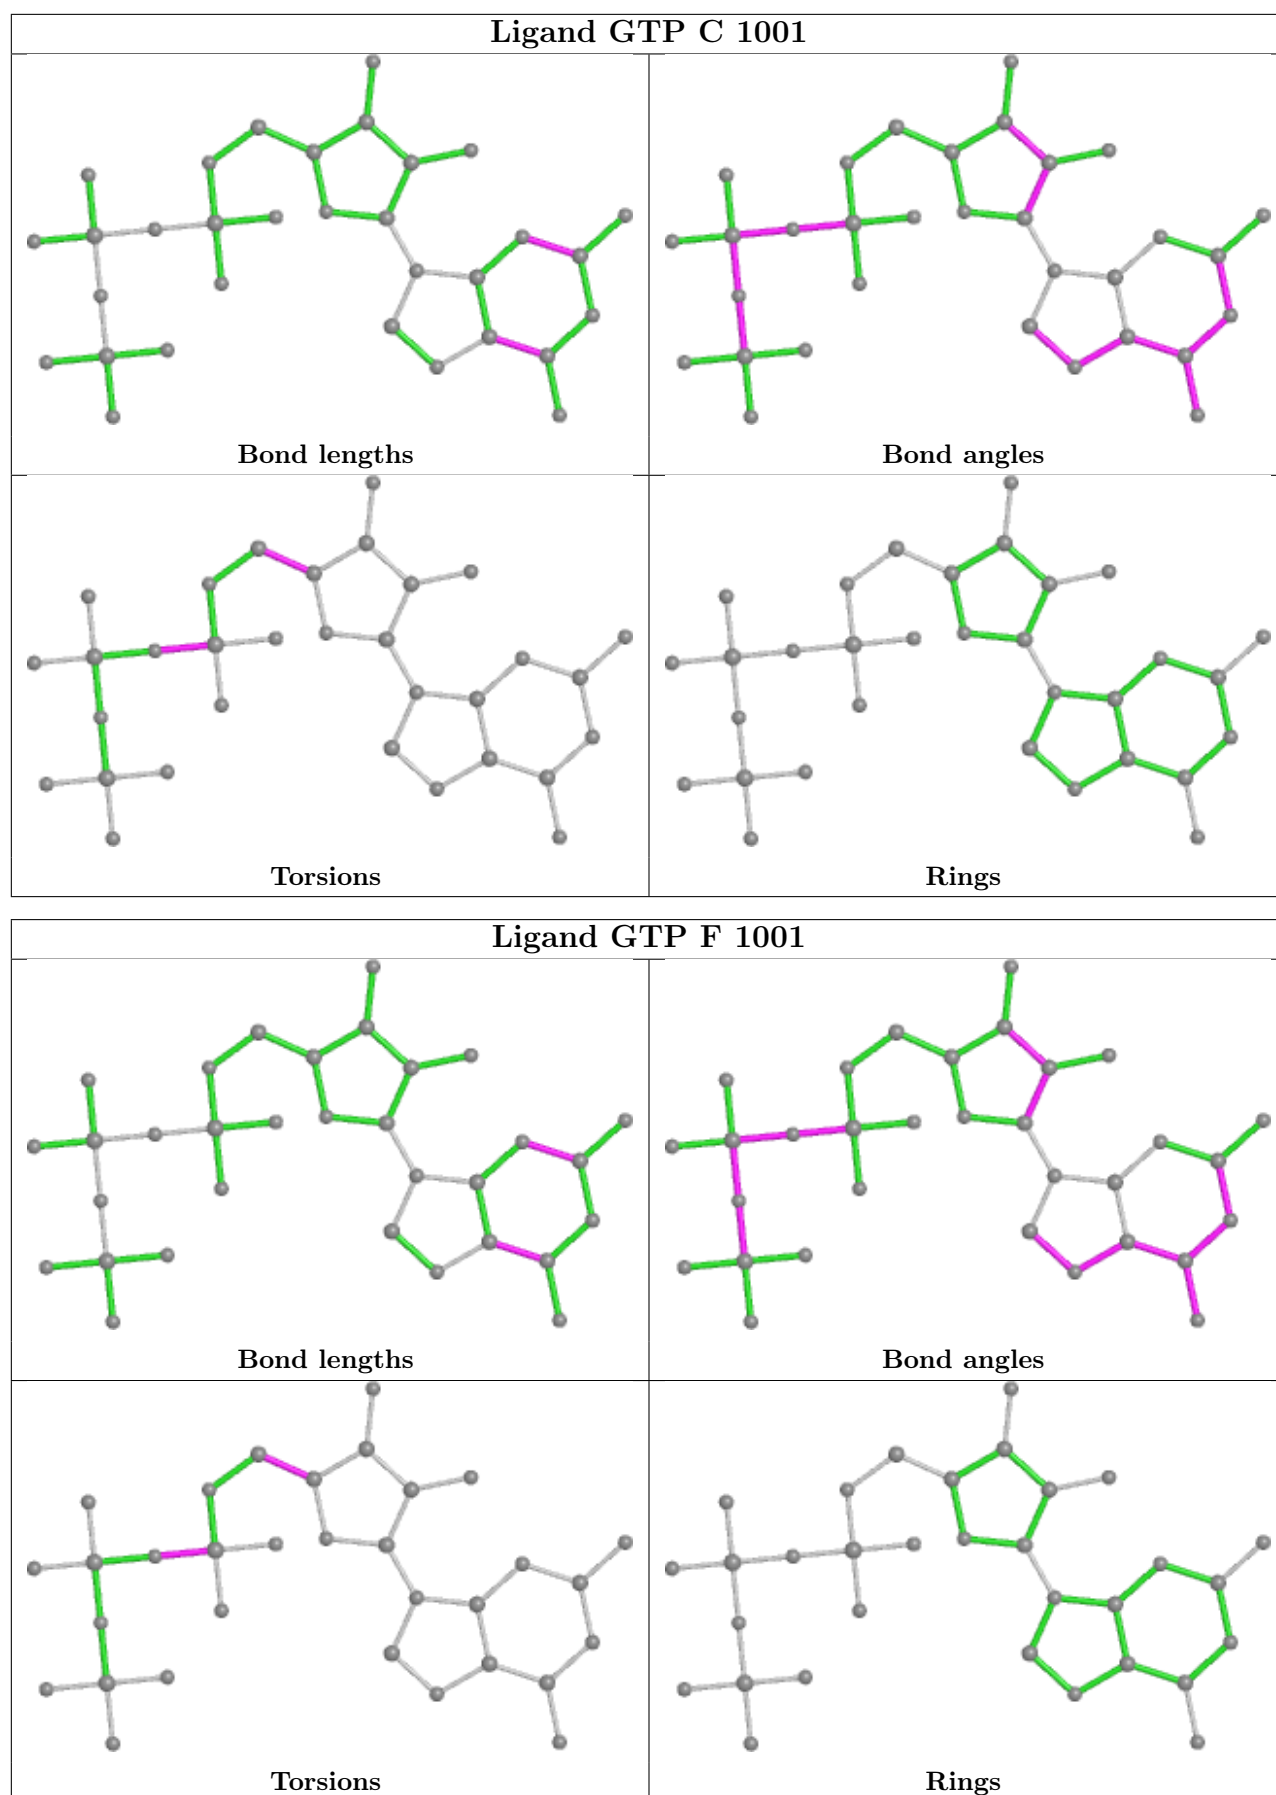 Ligand GTP C 1001
Bond lengths
Bond angles
Torsions
Rings
Ligand GTP F 1001
Bond lengths
Bond angles
Torsions
Rings